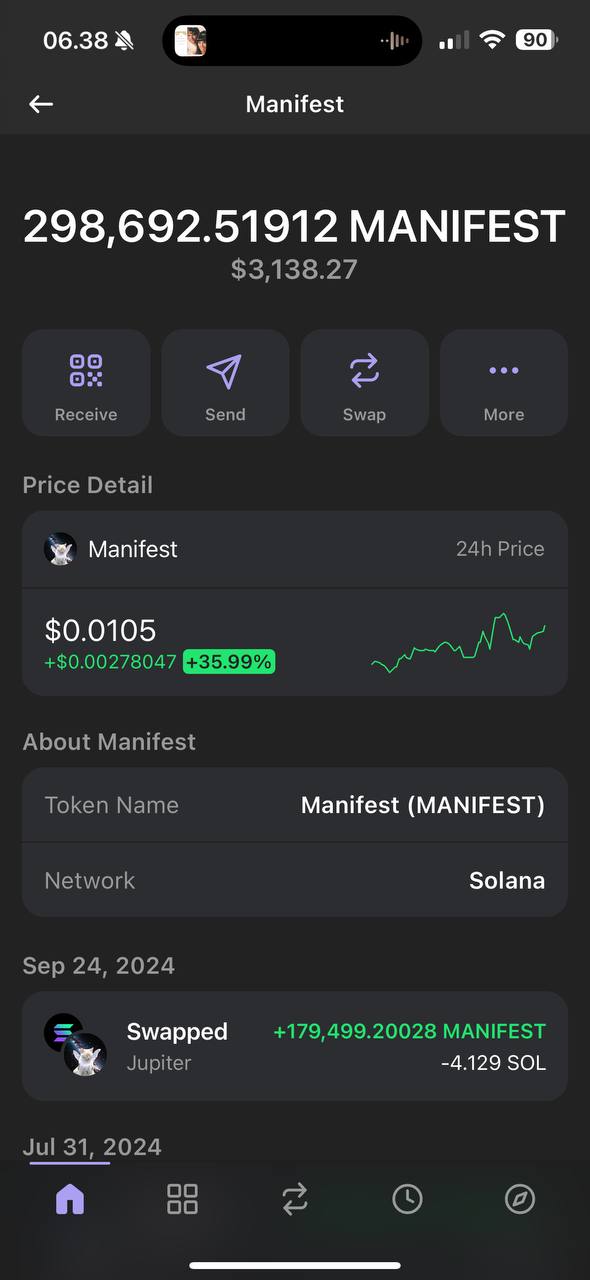 06.38
90
Manifest
298,692.51912 MANIFEST
$3,138.27
Receive
Send
Swap
More
Price Detail
Manifest
24h Price
$0.0105
+$0.00278047 +35.99%
About Manifest
Token Name
Manifest (MANIFEST)
Network
Solana
Sep 24, 2024
Swapped
+179,499.20028 MANIFEST
Jupiter
-4.129 SOL
Jul 31, 2024